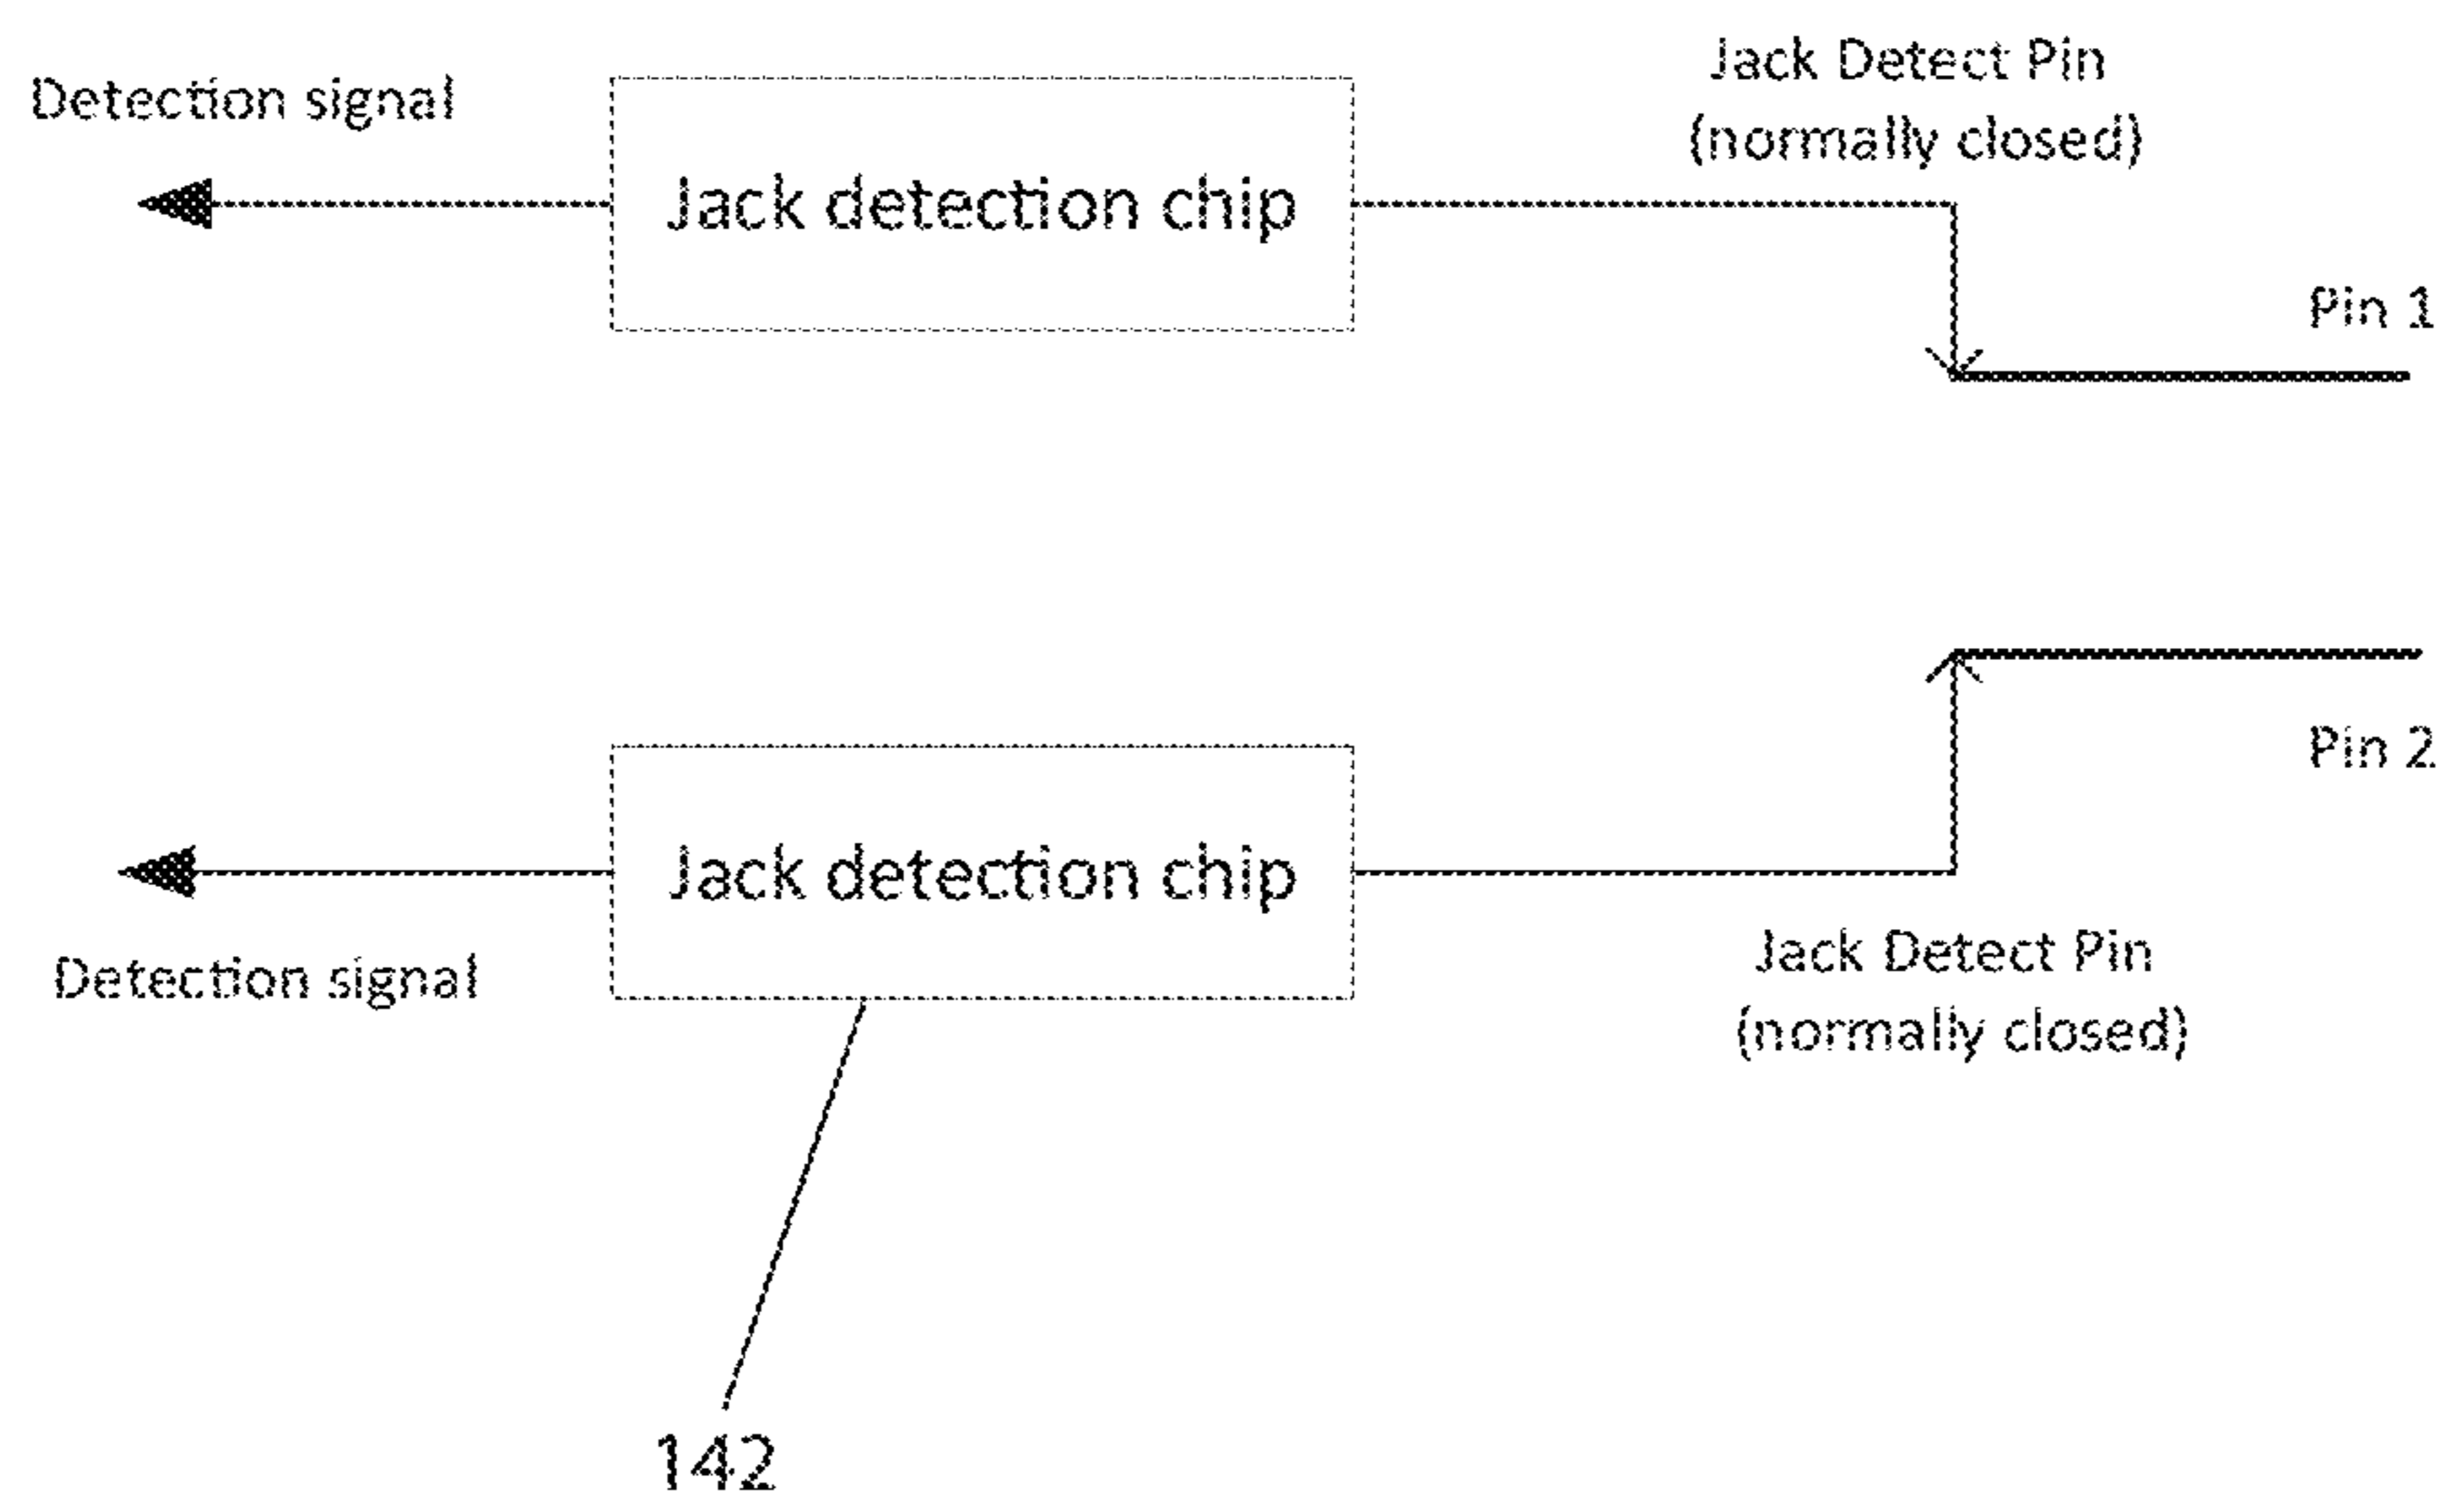 Detection signal
Jack detection chip
Jack Detect Pin
(normally closed)
Pin 1
Pin 2
Jack detection chip
Detection signal
Jack Detect Pin
(normally closed)
142